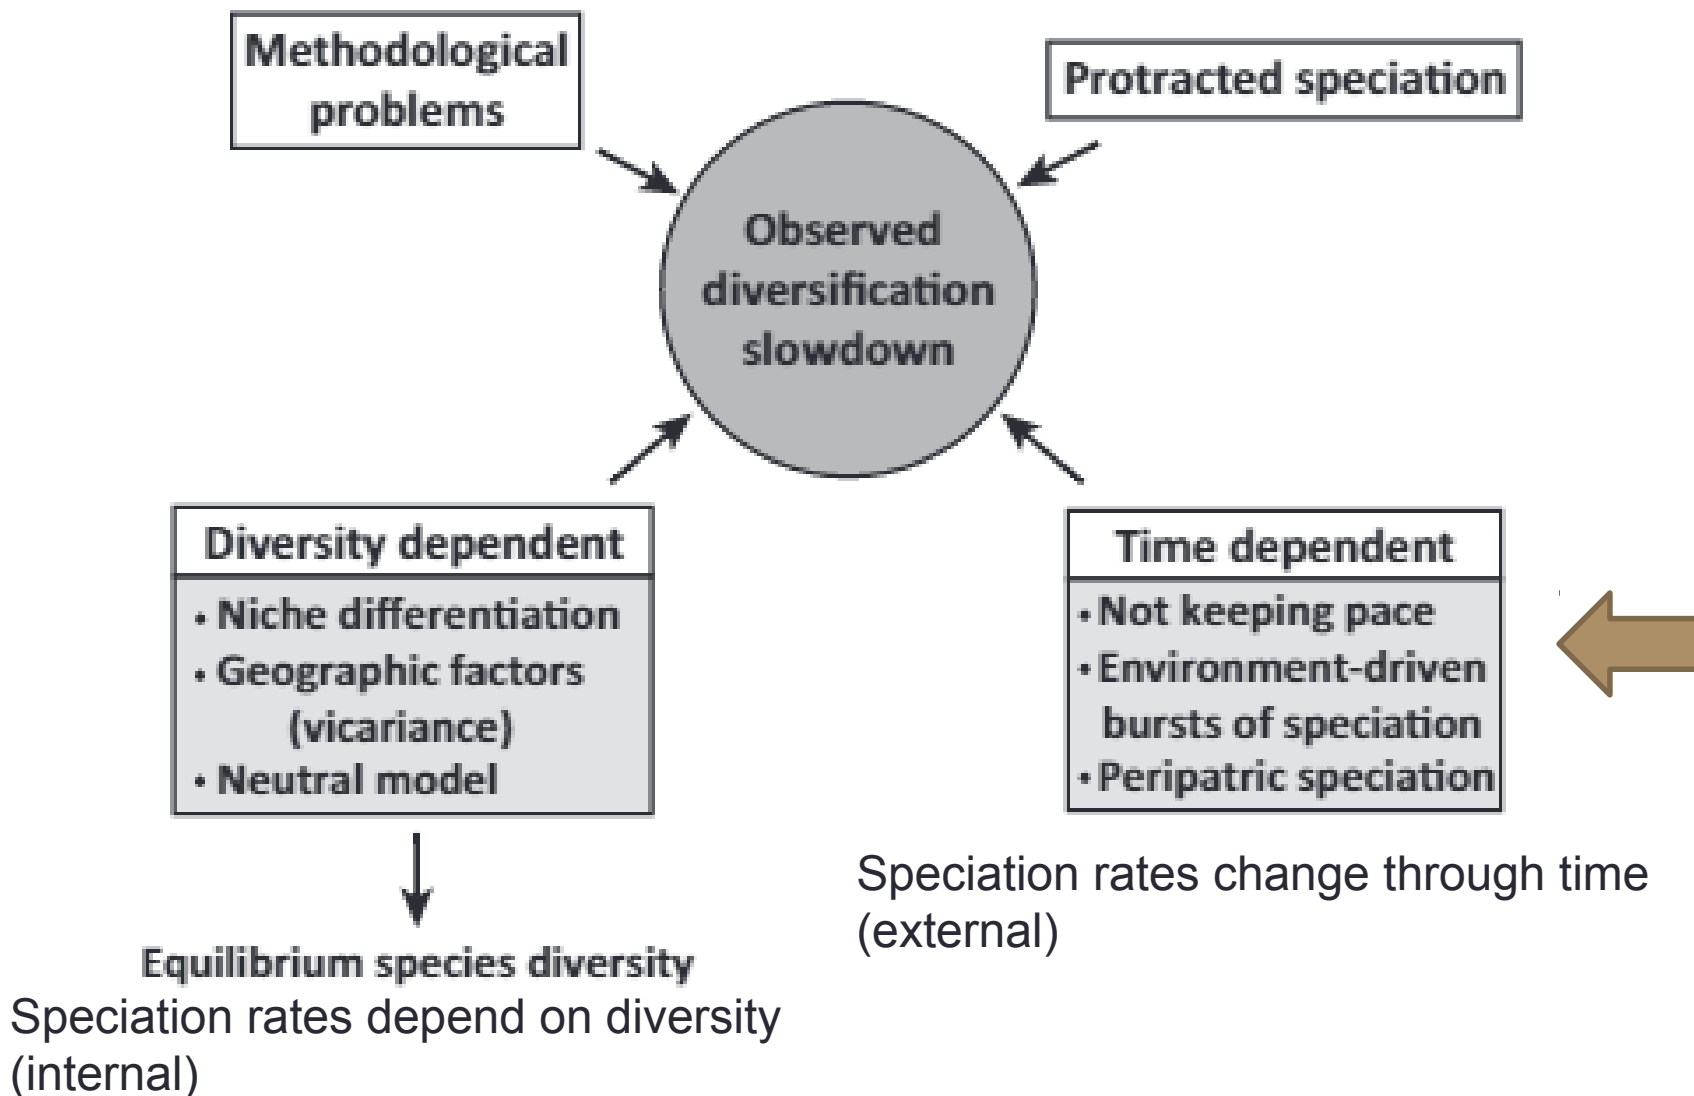 Methodological
problems
Protracted speciation
Observed
diversification
slowdown
Diversity dependent
• Niche differentiation
• Geographic factors
(vicariance)
• Neutral model
Time dependent
• Not keeping pace
• Environment-driven
bursts of speciation
• Peripatric speciation
Equilibrium species diversity
Speciation rates depend on diversity
(internal)
Speciation rates change through time
(external)